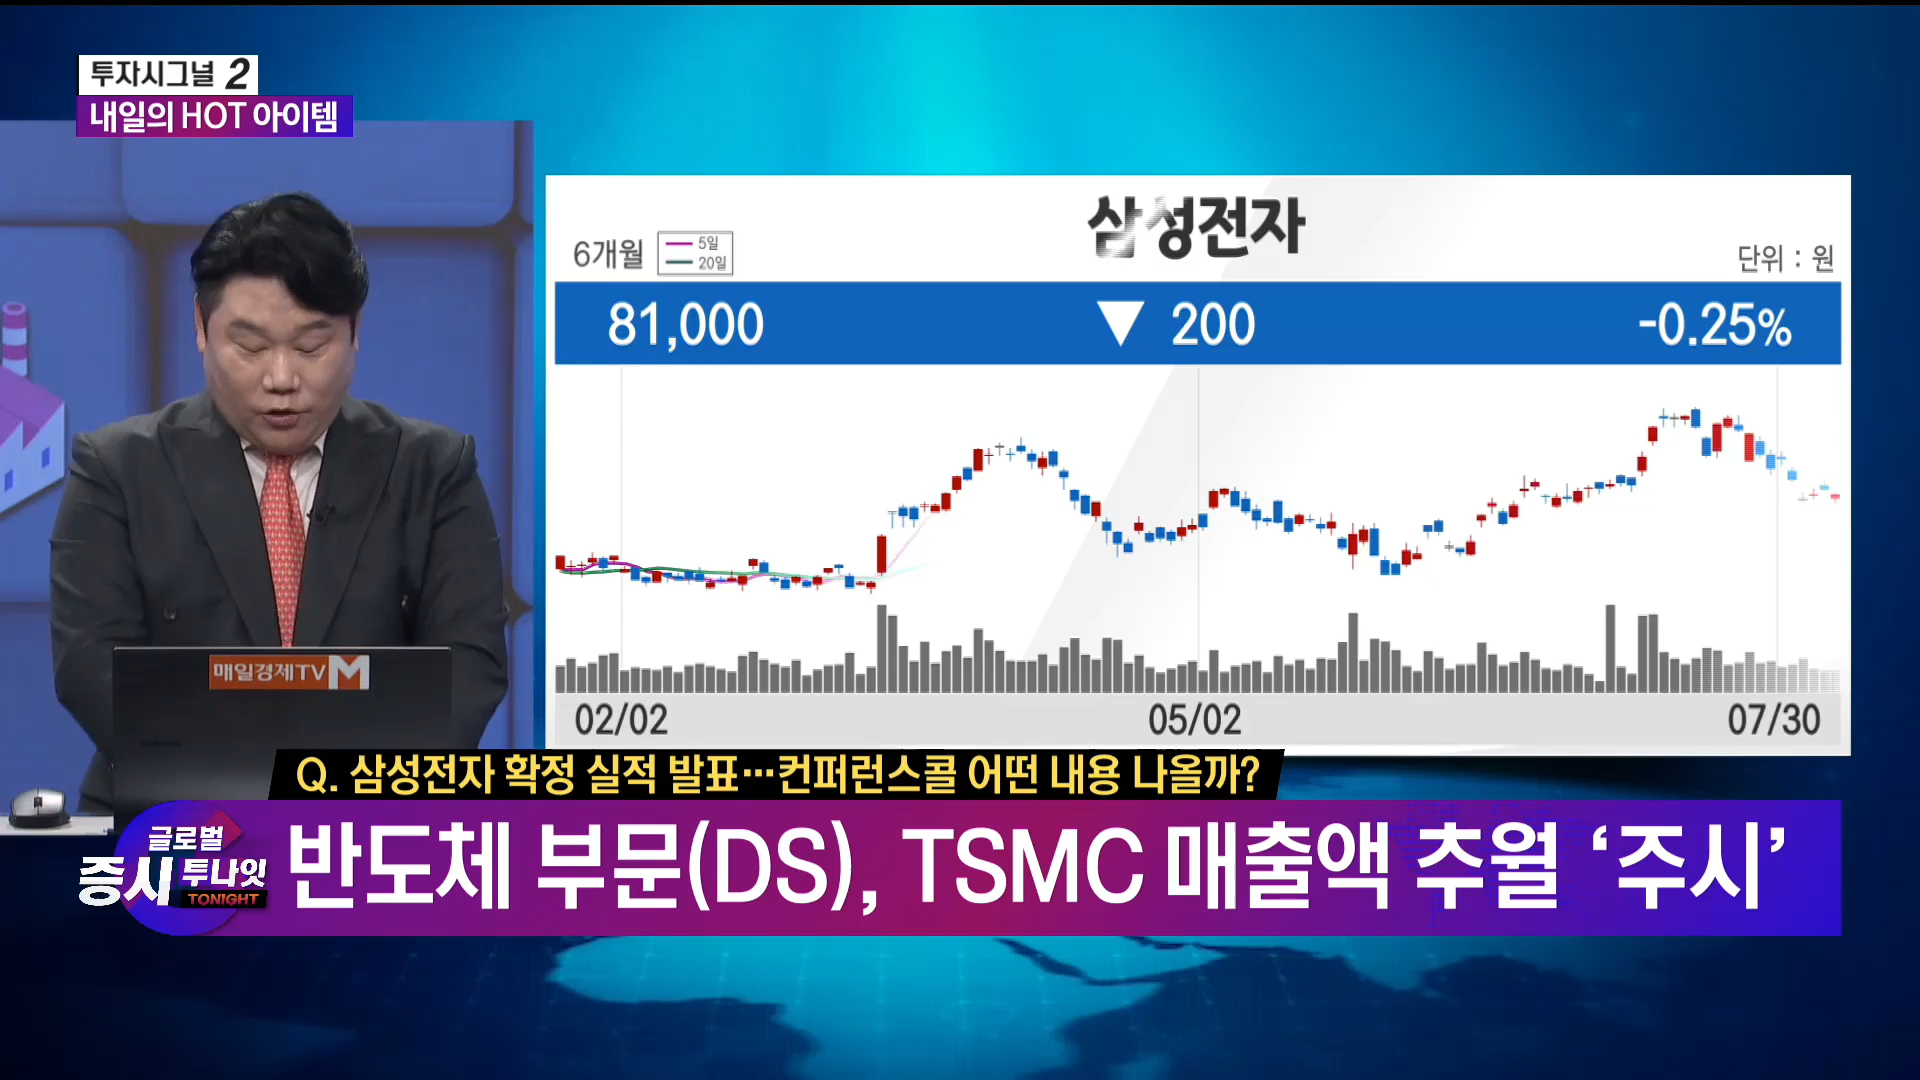 투자시그널 2
내일의 HOT 아이템
삼성전자
6개월
5일
20일
단위 : 원
81,000 ▼ 200 -0.25%
02/02 05/02 07/30
매일경제TV M
Q. 삼성전자 확정 실적 발표…컨퍼런스콜 어떤 내용 나올까?
글로벌
증시 투나잇
TONIGHT
반도체 부문(DS), TSMC 매출액 추월 ‘주시’